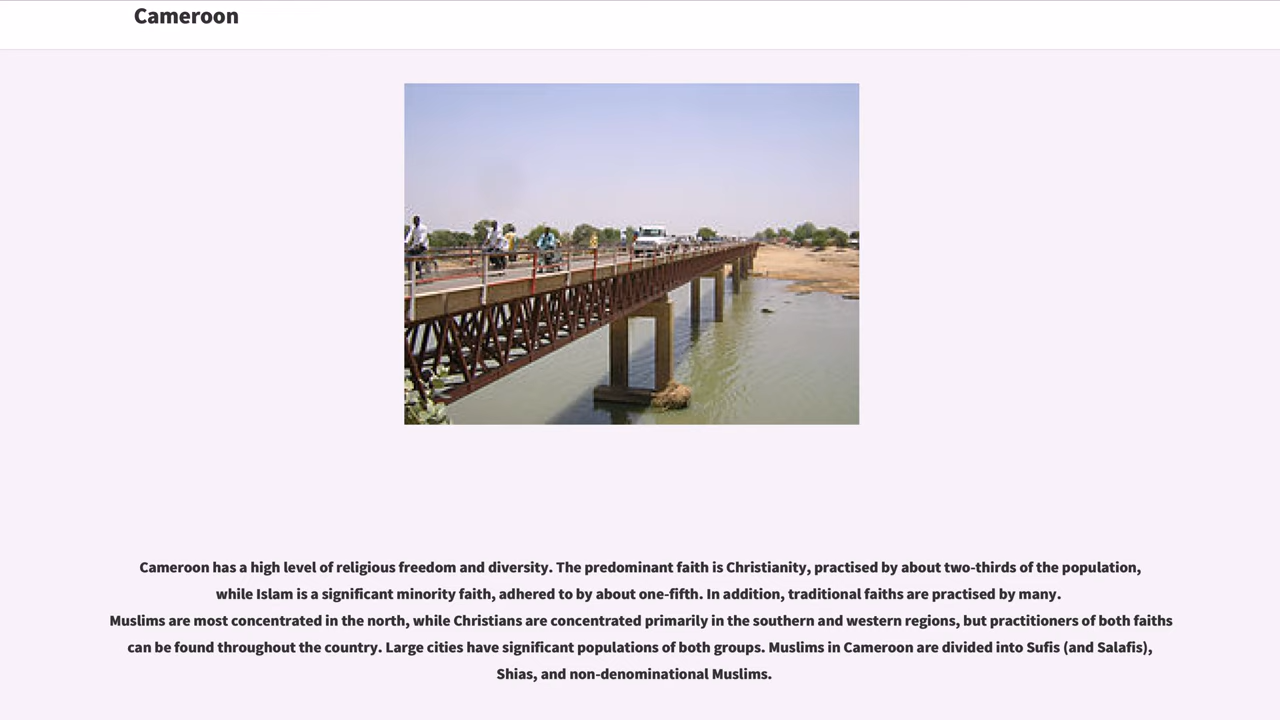 Cameroon
Cameroon has a high level of religious freedom and diversity. The predominant faith is Christianity, practised by about two-thirds of the population,
while Islam is a significant minority faith, adhered to by about one-fifth. In addition, traditional faiths are practised by many.
Muslims are most concentrated in the north, while Christians are concentrated primarily in the southern and western regions, but practitioners of both faiths
can be found throughout the country. Large cities have significant populations of both groups. Muslims in Cameroon are divided into Sufis (and Salafis),
Shias, and non-denominational Muslims.